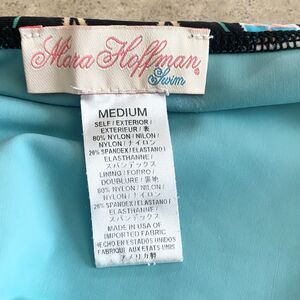 Mara Hoffman
Swim
MEDIUM
SELF / EXTERIOR /
EXTERIEUR / 表
80% NYLON / NILON /
NYLON / ナイロン
20% SPANDEX / ELASTANO /
ELASTHANNE /
スパンデックス
LINING / FORRO /
DOUBLURE / 裏地
80% NYLON / NILON /
NYLON / ナイロン
20% SPANDEX / ELASTANO /
ELASTHANNE /
スパンデックス
MADE IN USA OF
IMPORTED FABRIC
HECHO EN ESTADOS UNIDOS
FABRIQUE AUX ETATS-UNIS
アメリカ製